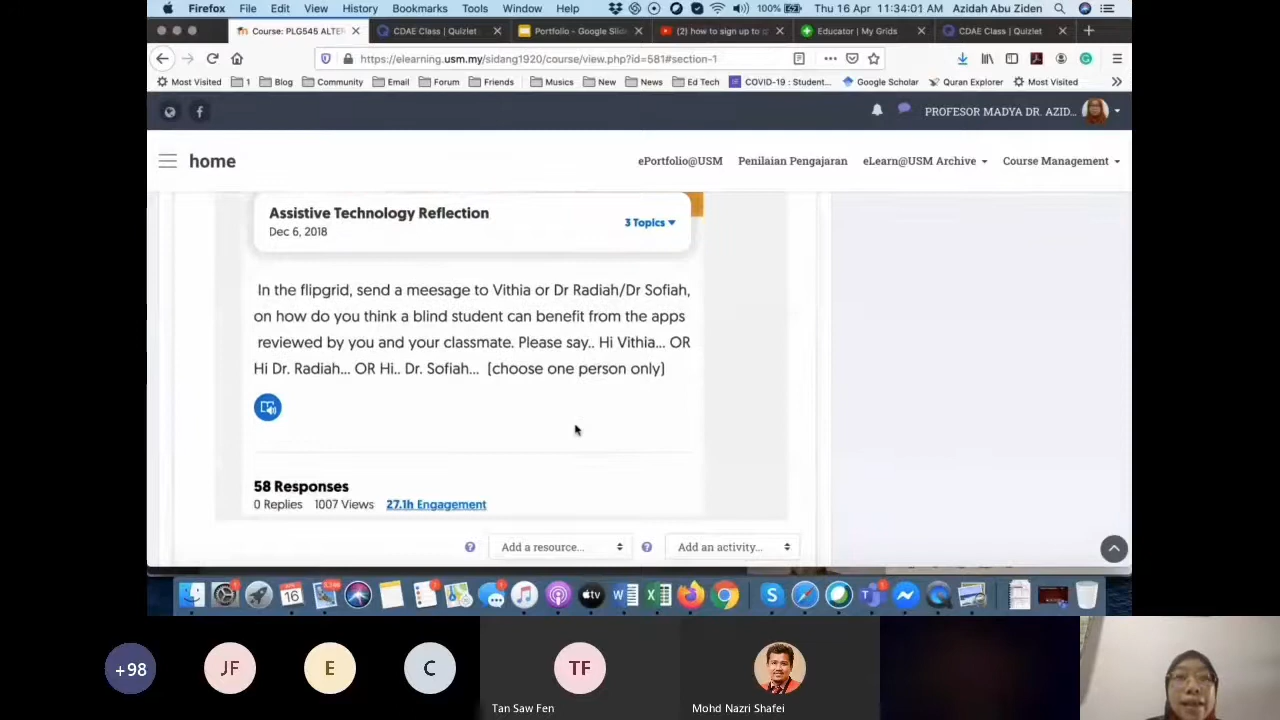 Firefox File Edit View History Bookmarks Tools Window Help 100% Thu 16 Apr 11:34:01 AM Azidah Abu Ziden
Course: PLG545 ALTER CDAE Class | Quizlet Portfolio - Google Slide (2) how to sign up to Educator | My Grids CDAE Class | Quizlet
https://elearning.usm.my/sidang1920/course/view.php?id=581#section-1
Most Visited 1 Blog Community Email Forum Friends Musics New News Ed Tech COVID-19 : Student... Google Scholar Quran Explorer Most Visited
PROFESOR MADYA DR. AZID...
home ePortfolio@USM Penilaian Pengajaran eLearn@USM Archive Course Management
Assistive Technology Reflection
3 Topics
Dec 6, 2018
In the flipgrid, send a meesage to Vithia or Dr Radiah/Dr Sofiah,
on how do you think a blind student can benefit from the apps
reviewed by you and your classmate. Please say.. Hi Vithia... OR
Hi Dr. Radiah... OR Hi.. Dr. Sofiah... (choose one person only)
58 Responses
0 Replies 1007 Views 27.1h Engagement
Add a resource... Add an activity...
16
tv
+98 JF E C TF
Tan Saw Fen Mohd Nazri Shafei